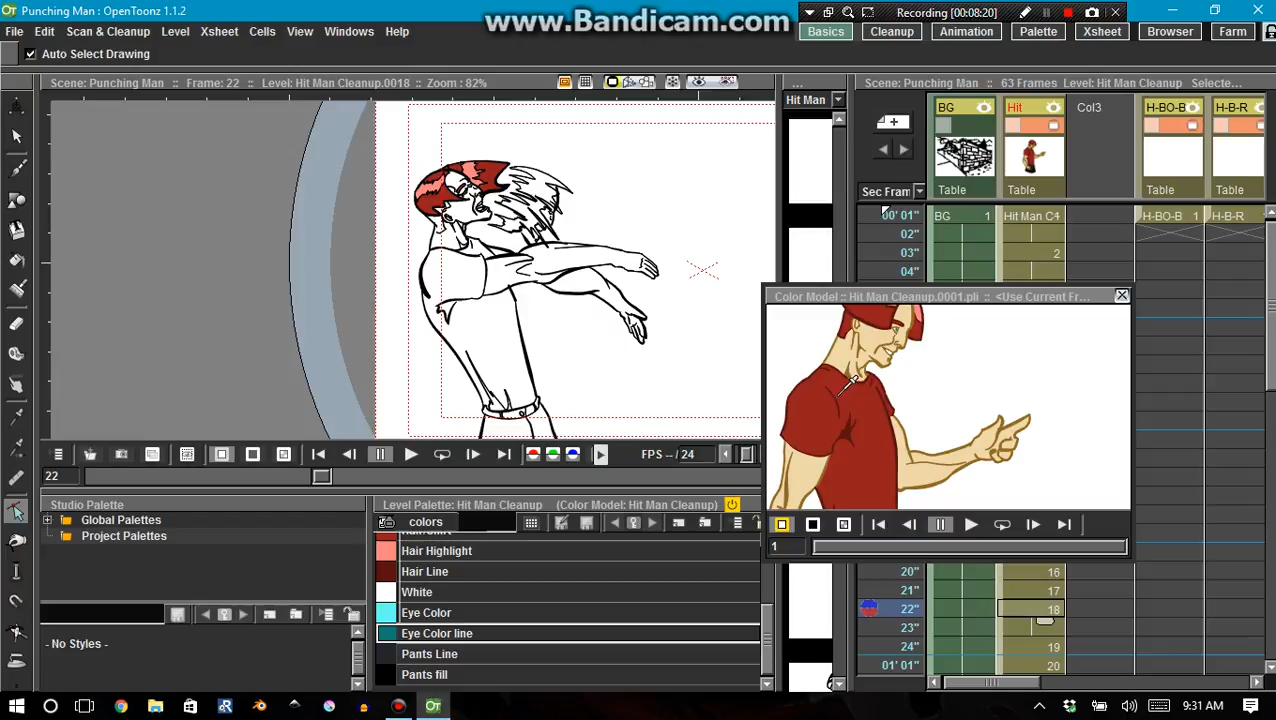 Punching Man : OpenToonz 1.1.2
www.Bandicam.com
Recording [00:08:20]
File Edit Scan & Cleanup Level Xsheet Cells View Windows Help
Basics Cleanup Animation Palette Xsheet Browser Farm
Auto Select Drawing
Scene: Punching Man :: Frame: 22 :: Level: Hit Man Cleanup.0018 :: Zoom : 82%
...
Scene: Punching Man :: 63 Frames :: Level: Hit Man Cleanup Selecte...
Hit Man
BG Hit Col3 H-BO-B H-B-R
Table Table Table Table
Sec Fram
00' 01" BG 1 Hit Man C4 H-BO-B 1 H-B-R
02"
03" 2
04"
Color Model :: Hit Man Cleanup.0001.pli :: <Use Current Fr...
FPS -- / 24
22
1
Studio Palette
Global Palettes
Project Palettes
- No Styles -
Level Palette: Hit Man Cleanup (Color Model: Hit Man Cleanup)
colors
Hair Highlight
Hair Line
White
Eye Color
Eye Color line
Pants Line
Pants fill
20" 16
21" 17
22" 18
23"
24" 19
01' 01" 20
9:31 AM